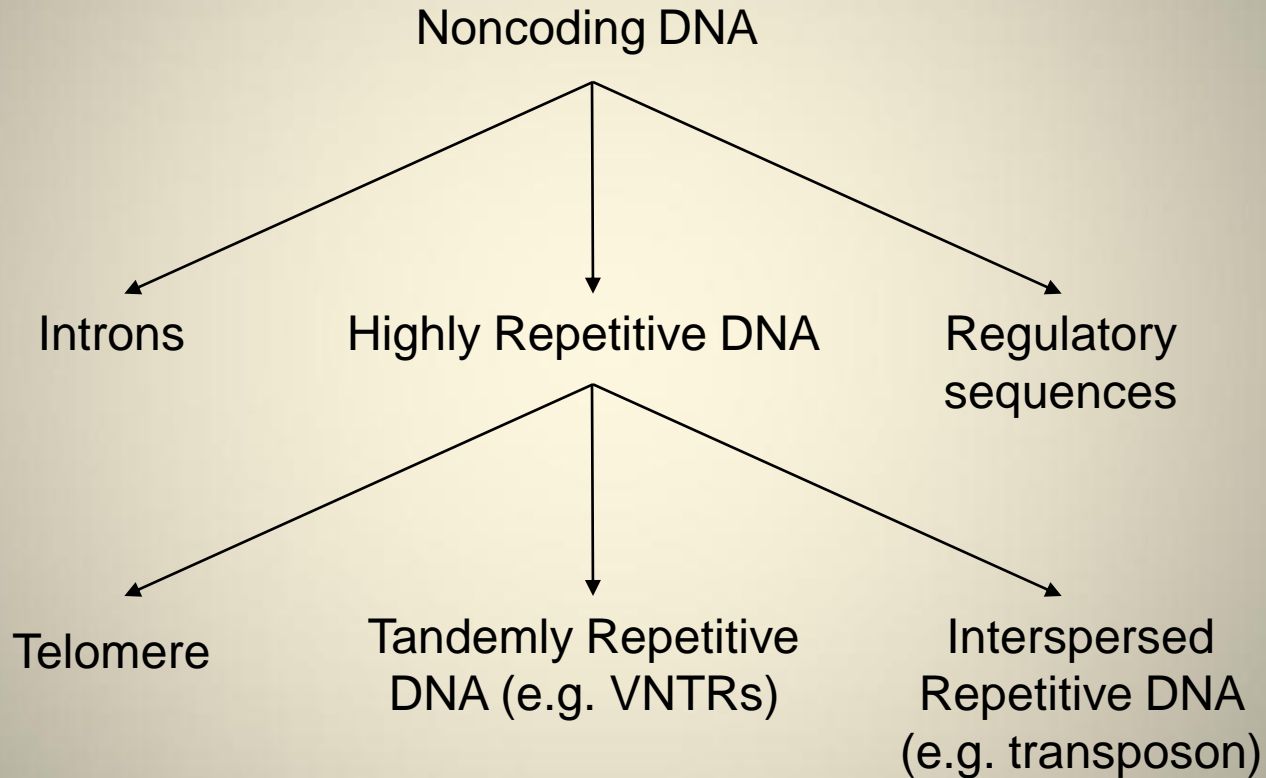 Noncoding DNA
Introns
Highly Repetitive DNA
Regulatory
sequences
Telomere
Tandemly Repetitive
DNA (e.g. VNTRs)
Interspersed
Repetitive DNA
(e.g. transposon)